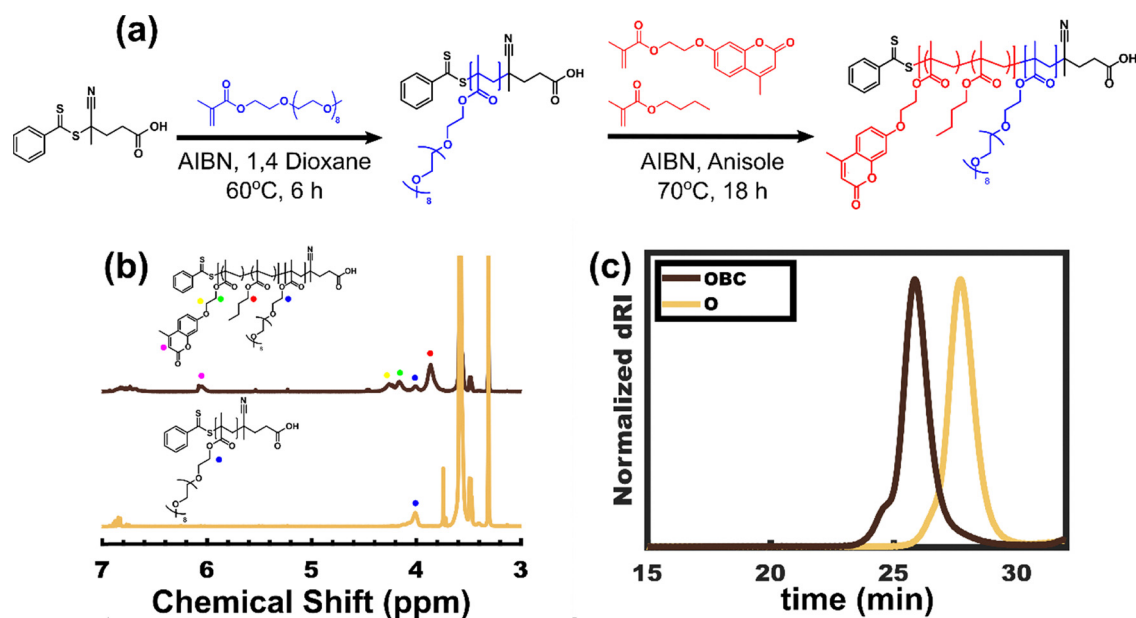 (a)
AIBN, 1,4 Dioxane
60°C, 6 h
AIBN, Anisole
70°C, 18 h
(b)
7 6 5 4 3
Chemical Shift (ppm)
(c)
OBC
O
Normalized dRI
15 20 25 30
time (min)